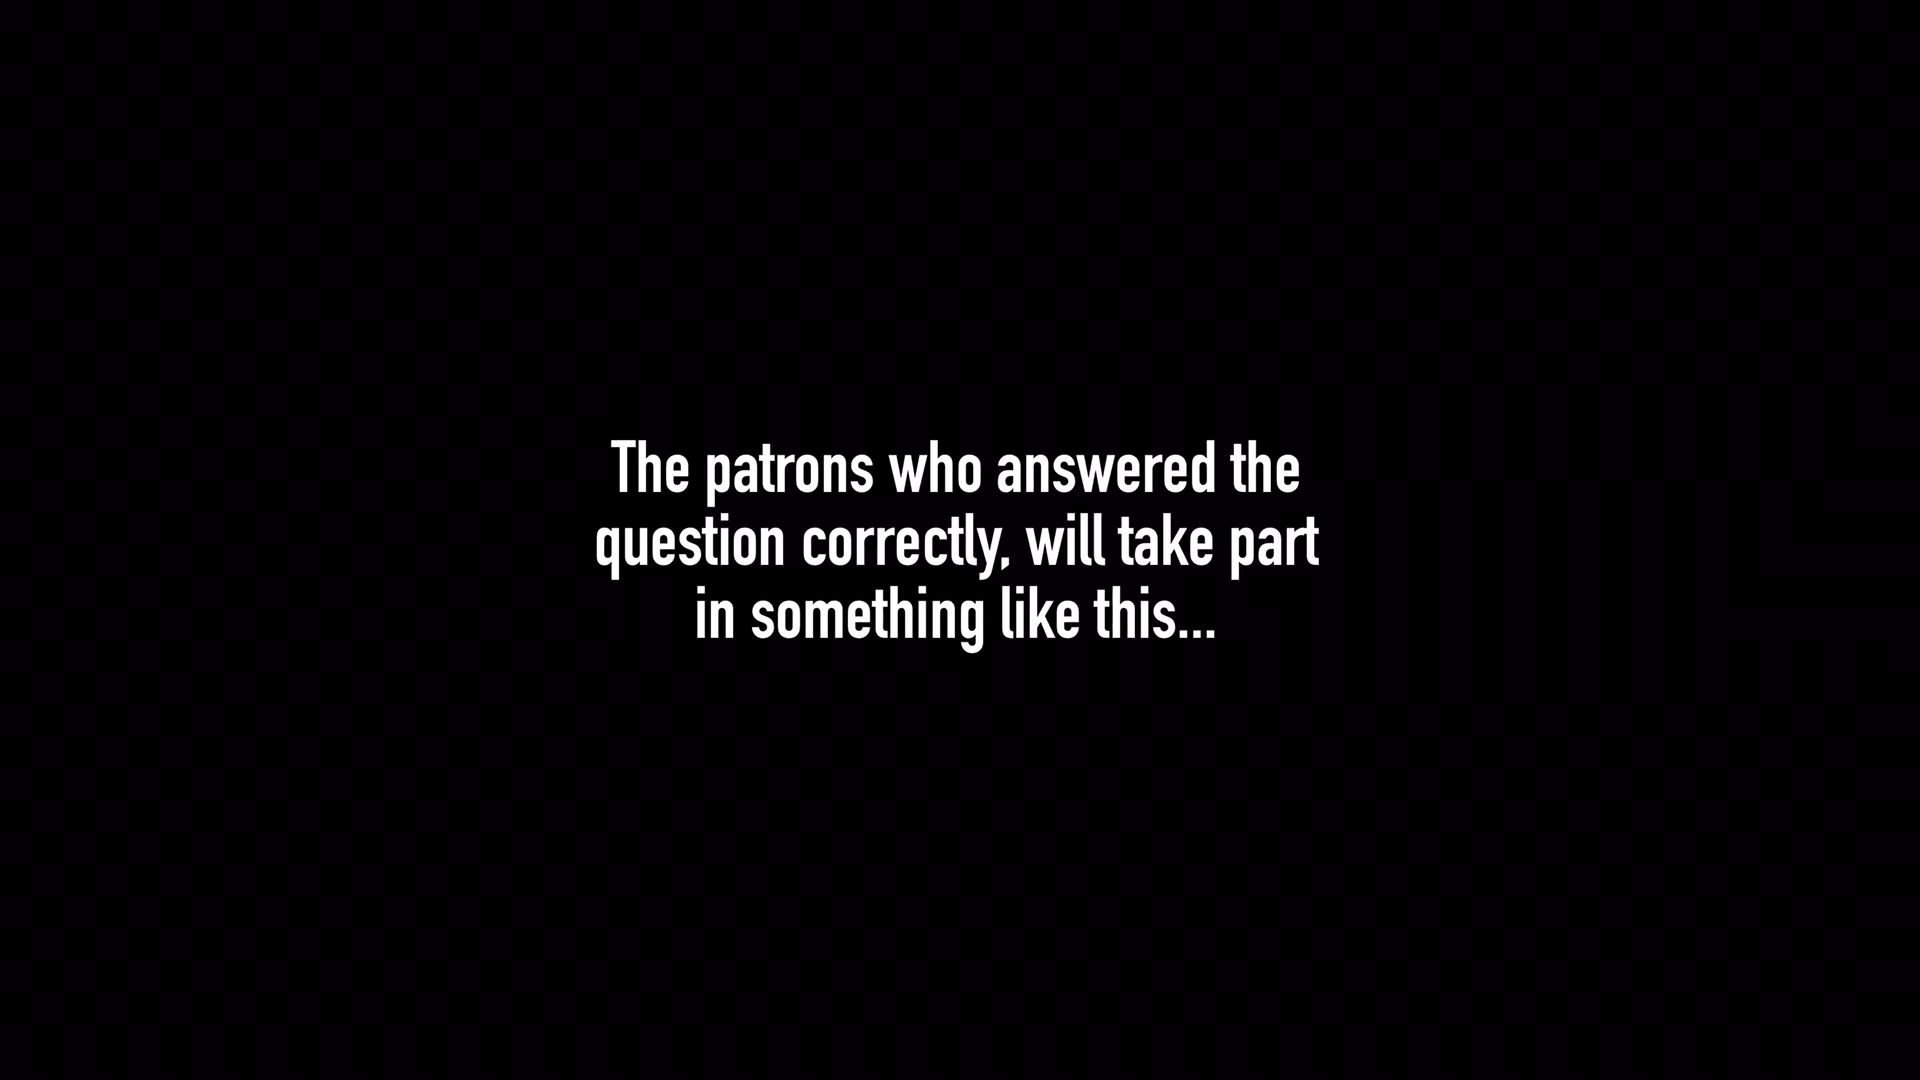 The patrons who answered the
question correctly, will take part
in something like this...